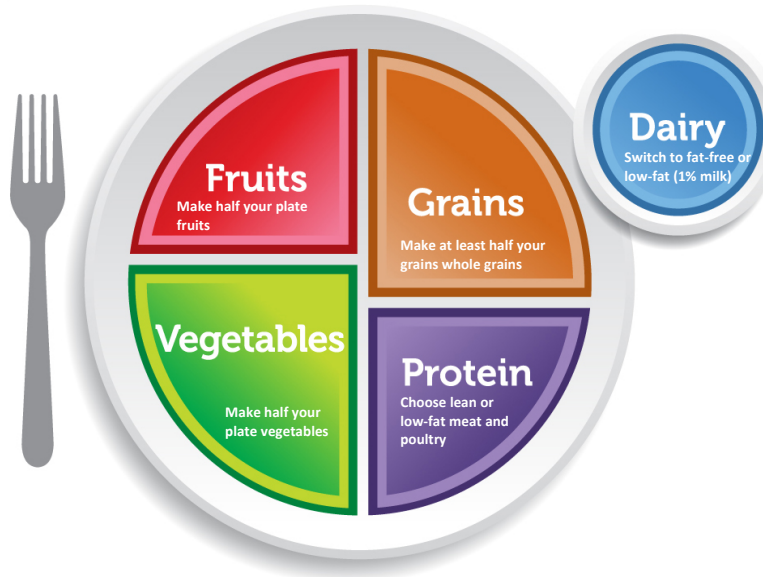 Fruits
Make half your plate
fruits
Grains
Make at least half your
grains whole grains
Dairy
Switch to fat-free or
low-fat (1% milk)
Vegetables
Make half your
plate vegetables
Protein
Choose lean or
low-fat meat and
poultry